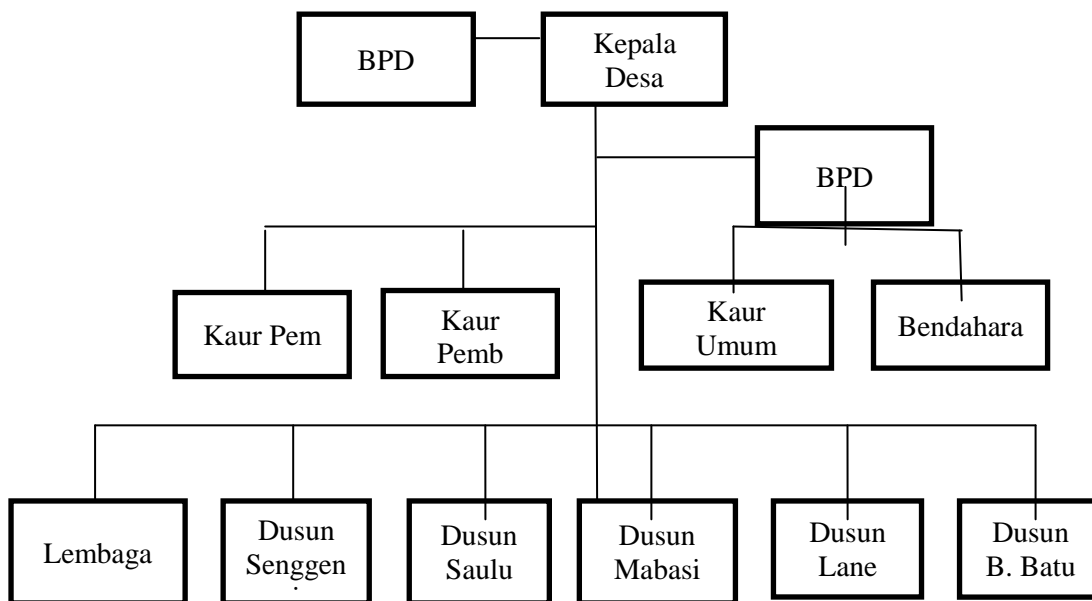 BPD
Kepala
Desa
BPD
Kaur Pem
Kaur
Pemb
Kaur
Umum
Bendahara
Lembaga
Dusun
Senggen
Dusun
Saulu
Dusun
Mabasi
Dusun
Lane
Dusun
B. Batu